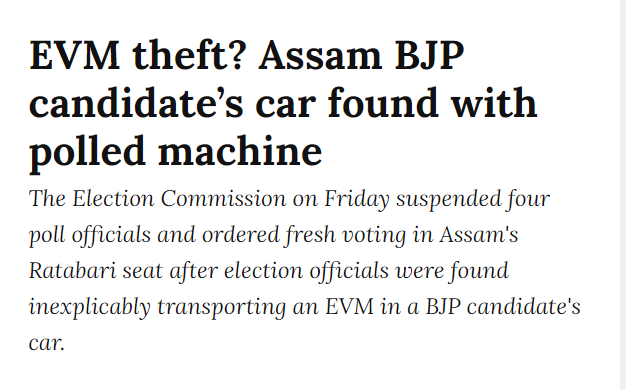 EVM theft? Assam BJP
candidate’s car found with
polled machine
The Election Commission on Friday suspended four
poll officials and ordered fresh voting in Assam's
Ratabari seat after election officials were found
inexplicably transporting an EVM in a BJP candidate's
car.